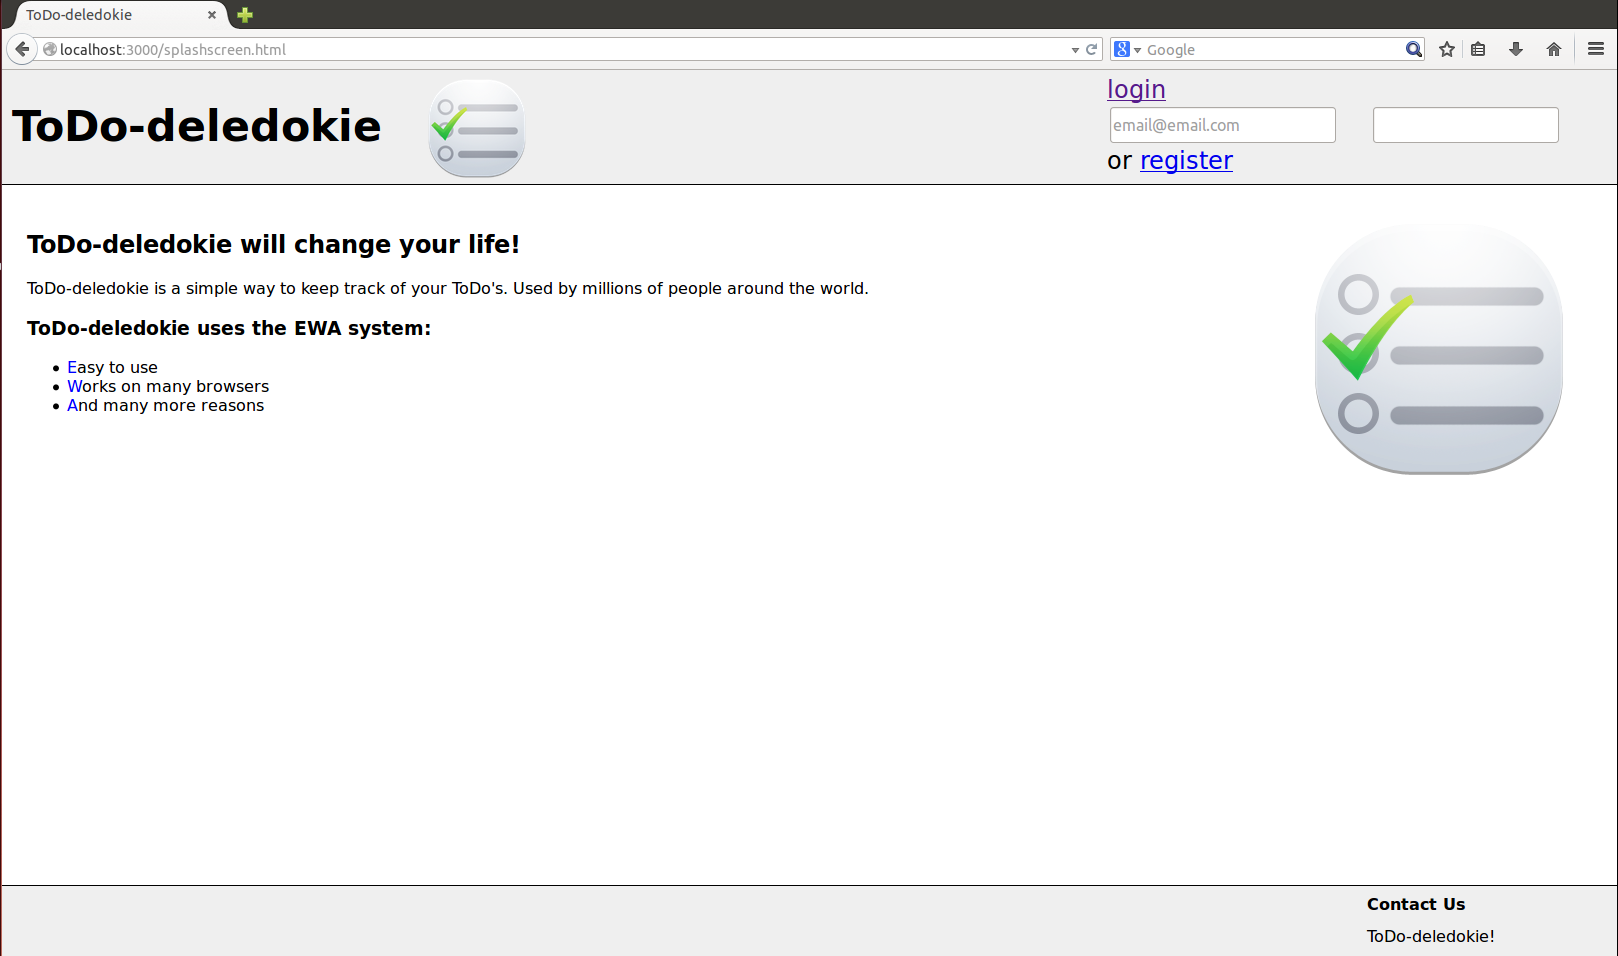 ToDo-deledokie
localhost:3000/splashscreen.html
8 Google
ToDo-deledokie
login
email@email.com
or register
ToDo-deledokie will change your life!
ToDo-deledokie is a simple way to keep track of your ToDo's. Used by millions of people around the world.
ToDo-deledokie uses the EWA system:
Easy to use
Works on many browsers
And many more reasons
Contact Us
ToDo-deledokie!